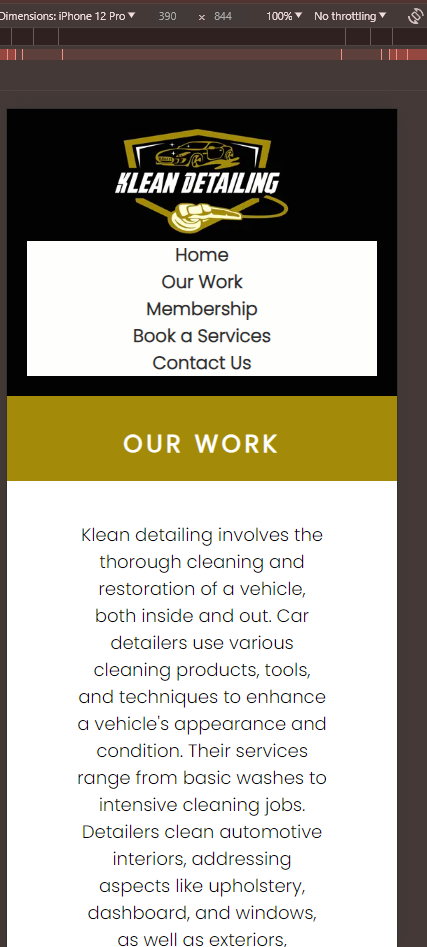 Dimensions: iPhone 12 Pro ▼ 390 x 844 100% ▼ No throttling ▼
KLEAN DETAILING
Home
Our Work
Membership
Book a Services
Contact Us
OUR WORK
Klean detailing involves the
thorough cleaning and
restoration of a vehicle,
both inside and out. Car
detailers use various
cleaning products, tools,
and techniques to enhance
a vehicle's appearance and
condition. Their services
range from basic washes to
intensive cleaning jobs.
Detailers clean automotive
interiors, addressing
aspects like upholstery,
dashboard, and windows,
as well as exteriors,